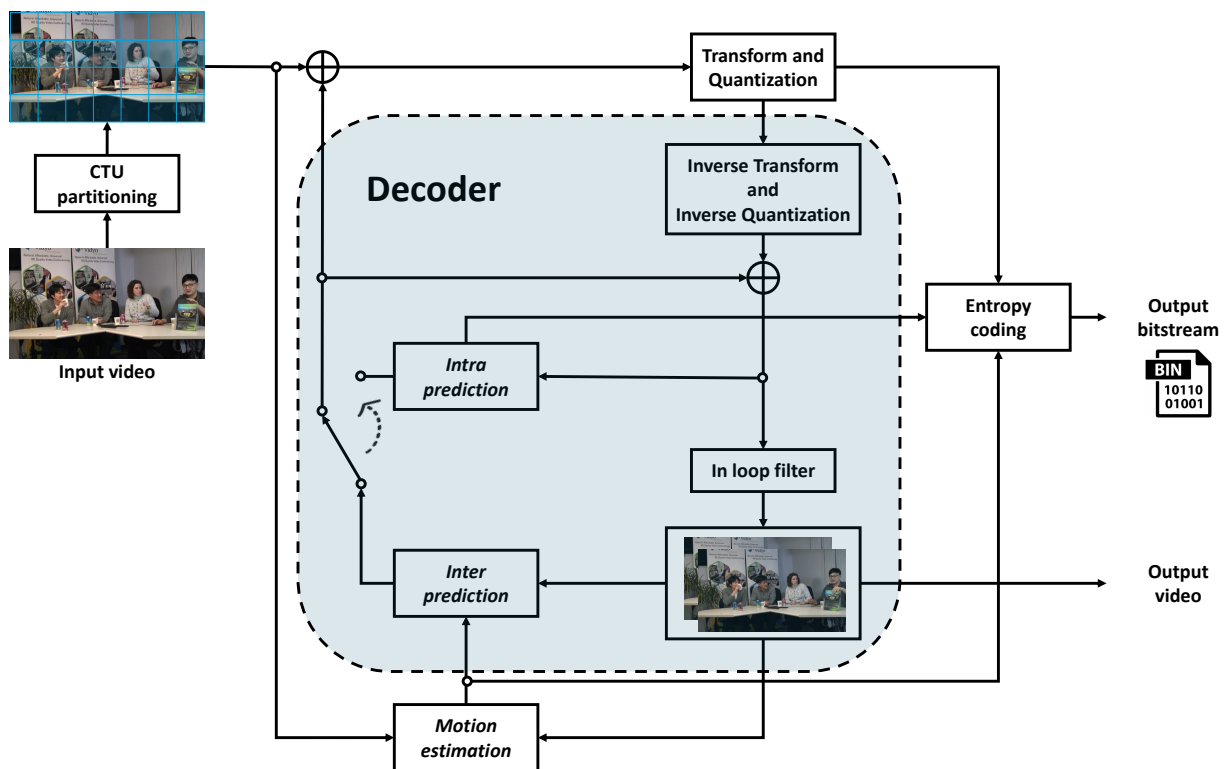 Transform and
Quantization
CTU
partitioning
Decoder
Inverse Transform
and
Inverse Quantization
Input video
Entropy
coding
Output
bitstream
BIN
10110
01001
Intra
prediction
In loop filter
Inter
prediction
Output
video
Motion
estimation